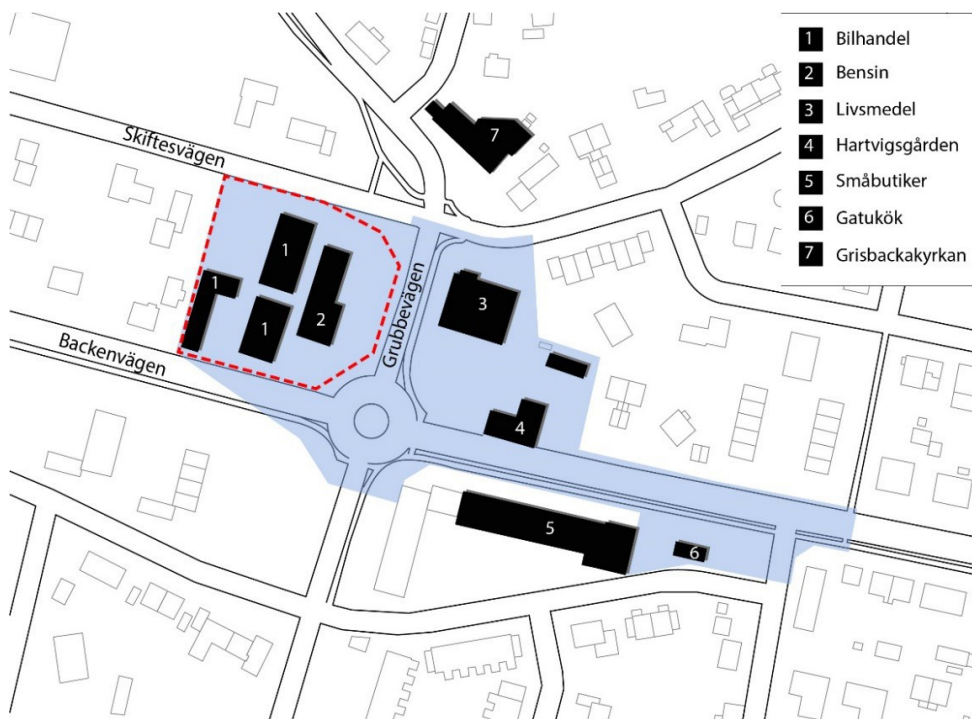 1 Bilhandel
2 Bensin
3 Livsmedel
4 Hartvigsgården
5 Småbutiker
6 Gatukök
7 Grisbackakyrkan
Skiftesvägen
Backenvägen
Grubbevägen
7
1
1
1
2
3
4
5
6